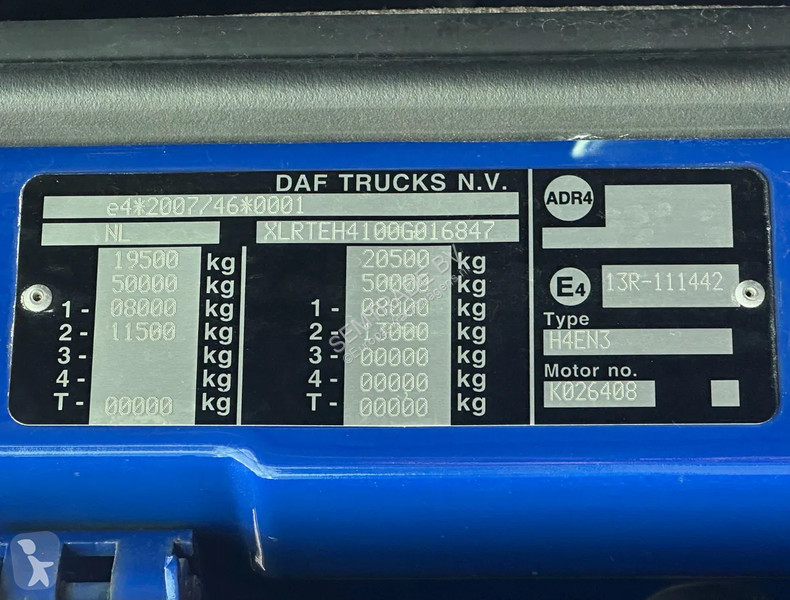 DAF TRUCKS N.V.
e4*2007/46*0001
NL XLRTEH4100G016847
19500 kg 20500 kg
50000 kg 50000 kg
1- 08000 kg 1- 08000 kg
2- 11500 kg 2- 13000 kg
3- kg 3- 00000 kg
4- kg 4- 00000 kg
T- 00000 kg T- 00000 kg
ADR4
E4 13R-111442
Type
H4EN3
Motor no.
K026408